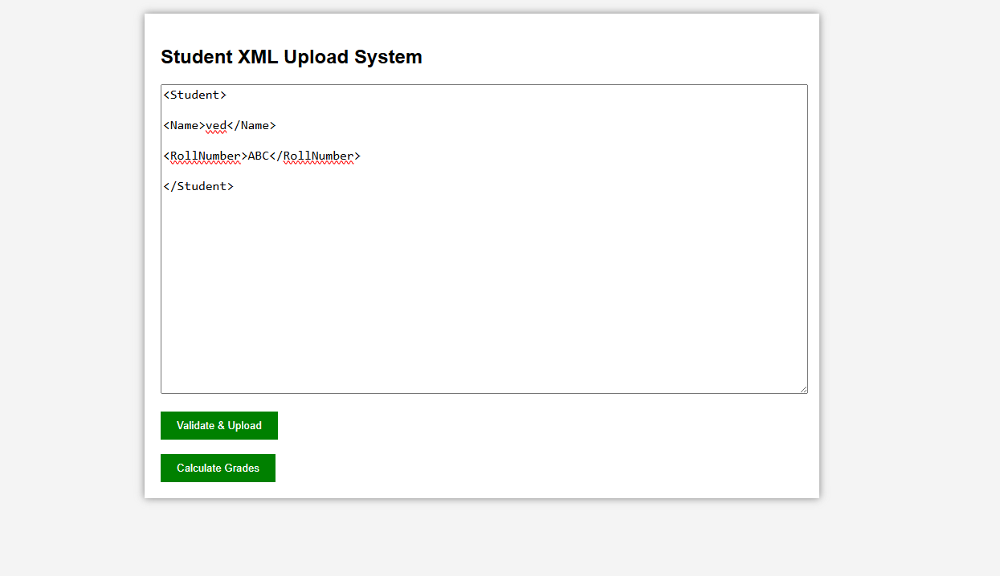 Student XML Upload System
<Student>
<Name>ved</Name>
<RollNumber>ABC</RollNumber>
</Student>
Validate & Upload
Calculate Grades